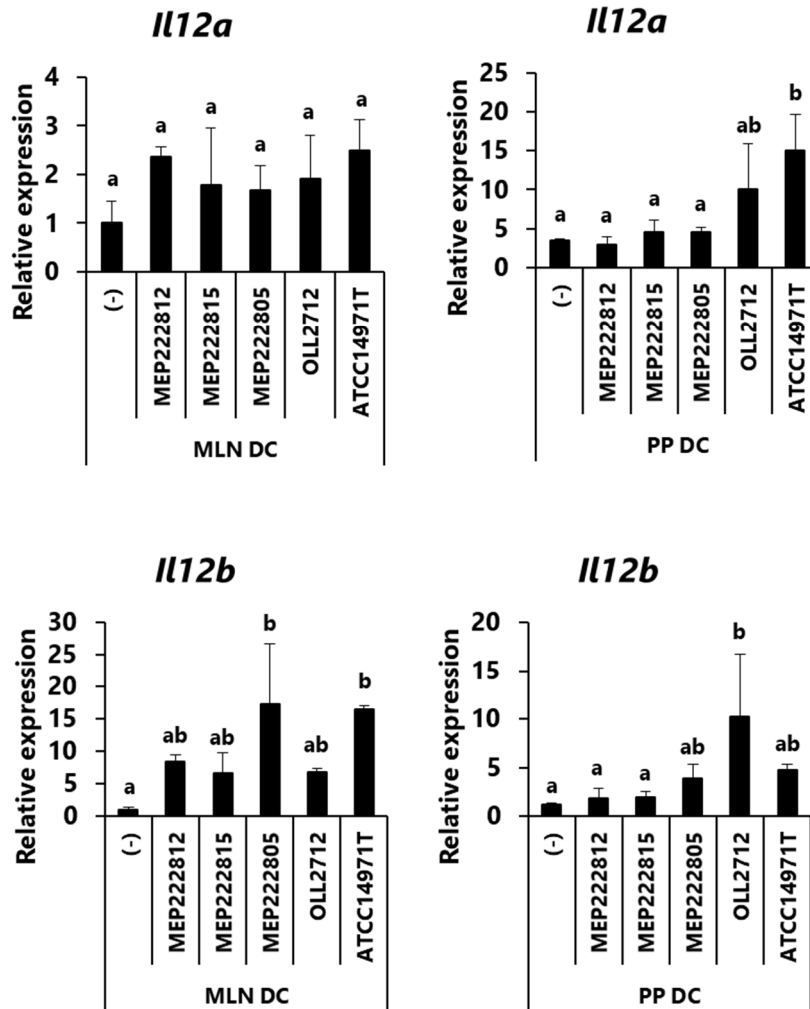 Il12a
Relative expression
4
3
2
1
0
a
a
a
a
a
a
(-)
MEP222812
MEP222815
MEP222805
OLL2712
ATCC14971T
MLN DC
Il12a
Relative expression
25
20
15
10
5
0
a
a
a
a
ab
b
(-)
MEP222812
MEP222815
MEP222805
OLL2712
ATCC14971T
PP DC
Il12b
Relative expression
30
25
20
15
10
5
0
a
ab
ab
b
ab
b
(-)
MEP222812
MEP222815
MEP222805
OLL2712
ATCC14971T
MLN DC
Il12b
Relative expression
20
15
10
5
0
a
a
a
ab
b
ab
(-)
MEP222812
MEP222815
MEP222805
OLL2712
ATCC14971T
PP DC